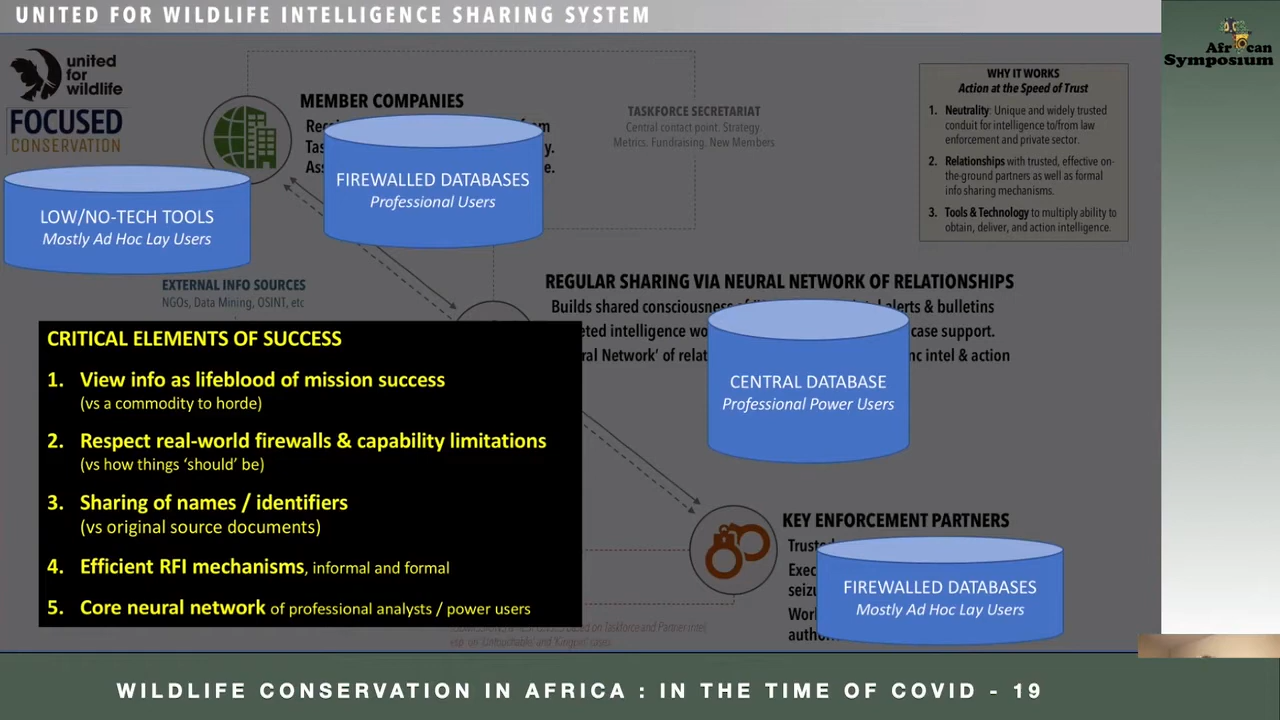 UNITED FOR WILDLIFE INTELLIGENCE SHARING SYSTEM
African
Symposium
united
for
wildlife
FOCUSED
CONSERVATION
MEMBER COMPANIES
FIREWALLED DATABASES
Professional Users
LOW/NO-TECH TOOLS
Mostly Ad Hoc Lay Users
TASKFORCE SECRETARIAT
Central contact point. Strategy.
Metrics. Fundraising. New Members
WHY IT WORKS
Action at the Speed of Trust
1. Neutrality: Unique and widely trusted
conduit for intelligence to/from law
enforcement and private sector.
2. Relationships with trusted, effective on-
the-ground partners as well as formal
info sharing mechanisms.
3. Tools & Technology to multiply ability to
obtain, deliver, and action intelligence.
EXTERNAL INFO SOURCES
NGOs, Data Mining, OSINT, etc
REGULAR SHARING VIA NEURAL NETWORK OF RELATIONSHIPS
Builds shared consciousness alerts & bulletins
intelligence case support.
of intel & action
CENTRAL DATABASE
Professional Power Users
CRITICAL ELEMENTS OF SUCCESS
1. View info as lifeblood of mission success
(vs a commodity to horde)
2. Respect real-world firewalls & capability limitations
(vs how things ‘should’ be)
3. Sharing of names / identifiers
(vs original source documents)
4. Efficient RFI mechanisms, informal and formal
5. Core neural network of professional analysts / power users
KEY ENFORCEMENT PARTNERS
FIREWALLED DATABASES
Mostly Ad Hoc Lay Users
WILDLIFE CONSERVATION IN AFRICA : IN THE TIME OF COVID - 19